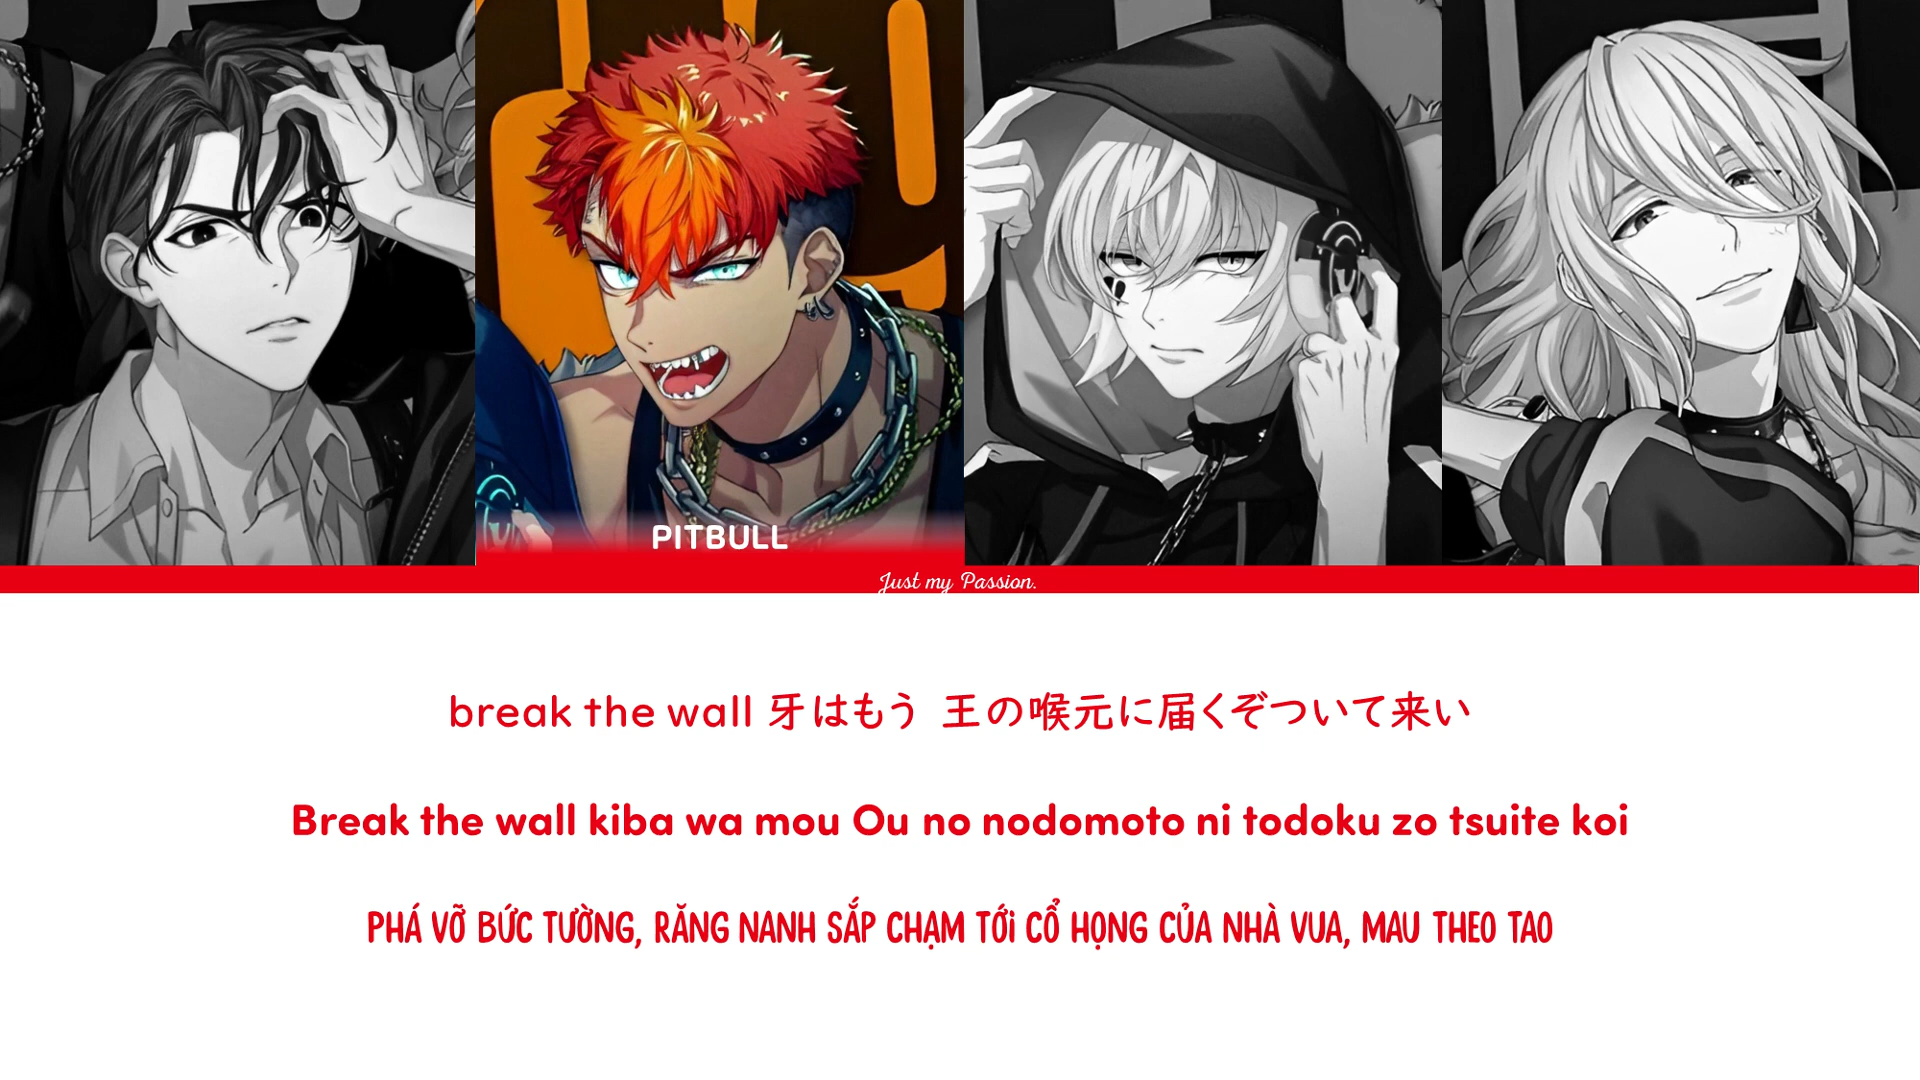 PITBULL
Just my Passion.
break the wall 牙はもう 王の喉元に届くぞついて来い
Break the wall kiba wa mou Ou no nodomoto ni todoku zo tsuite koi
PHÁ VỠ BỨC TƯỜNG, RĂNG NANH SẮP CHẠM TỚi CỔ HỌNG CỦA NHÀ VUA, MAU THEO TAO